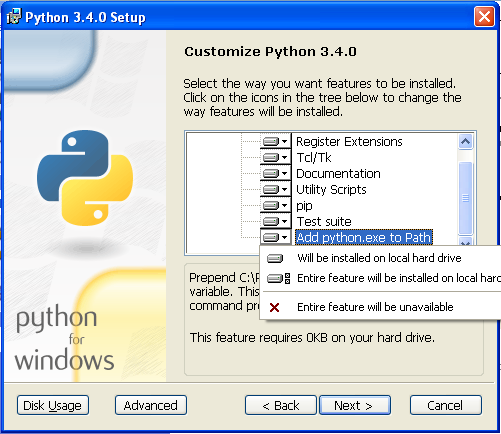 Python 3.4.0 Setup
Customize Python 3.4.0
Select the way you want features to be installed.
Click on the icons in the tree below to change the
way features will be installed.
Register Extensions
Tcl/Tk
Documentation
Utility Scripts
pip
Test suite
Add python.exe to Path
Will be installed on local hard drive
Entire feature will be installed on local hard
Entire feature will be unavailable
Prepend C:\
variable. This
command
This feature requires 0KB on your hard drive.
python
for
windows
Disk Usage
Advanced
< Back
Next >
Cancel